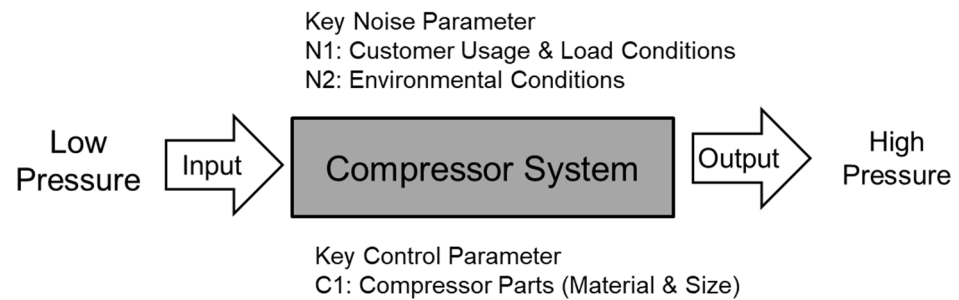 Key Noise Parameter
N1: Customer Usage & Load Conditions
N2: Environmental Conditions
Low
Pressure
Input
Compressor System
Output
High
Pressure
Key Control Parameter
C1: Compressor Parts (Material & Size)